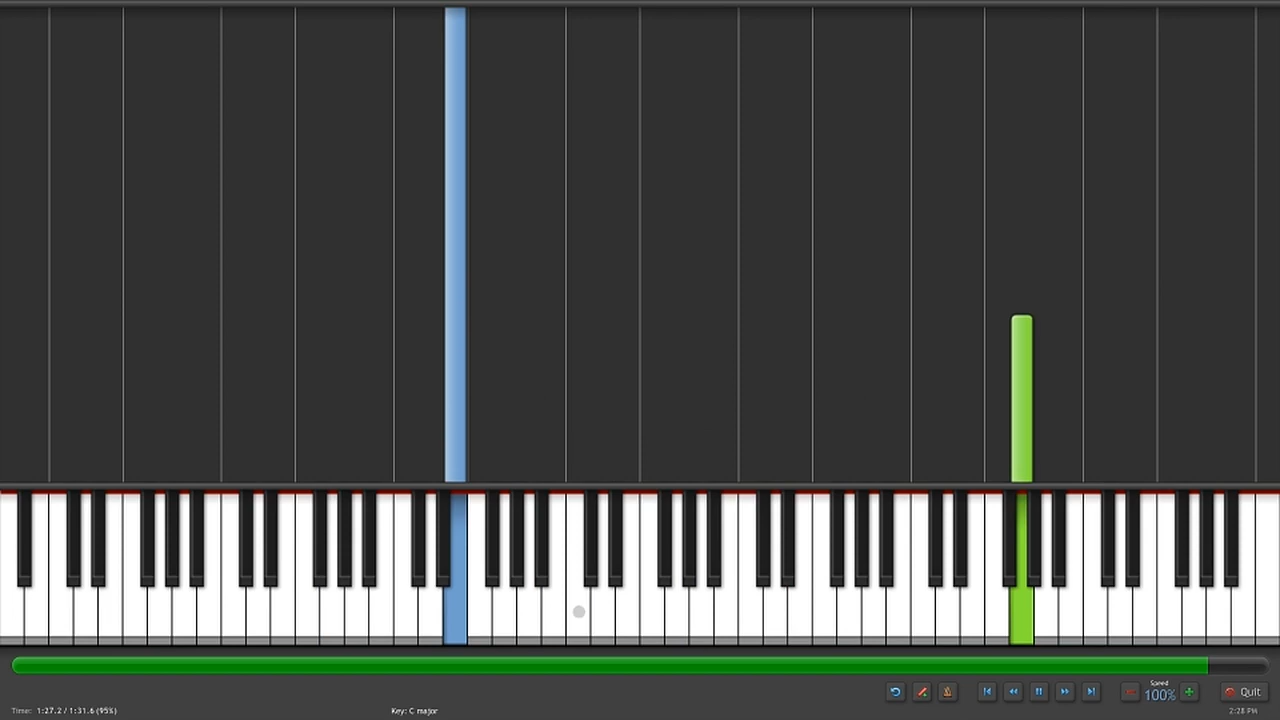 Speed
100%
Quit
Time: 1:27.2 / 1:31.6 (95%)
Key: C major
2:28 PM